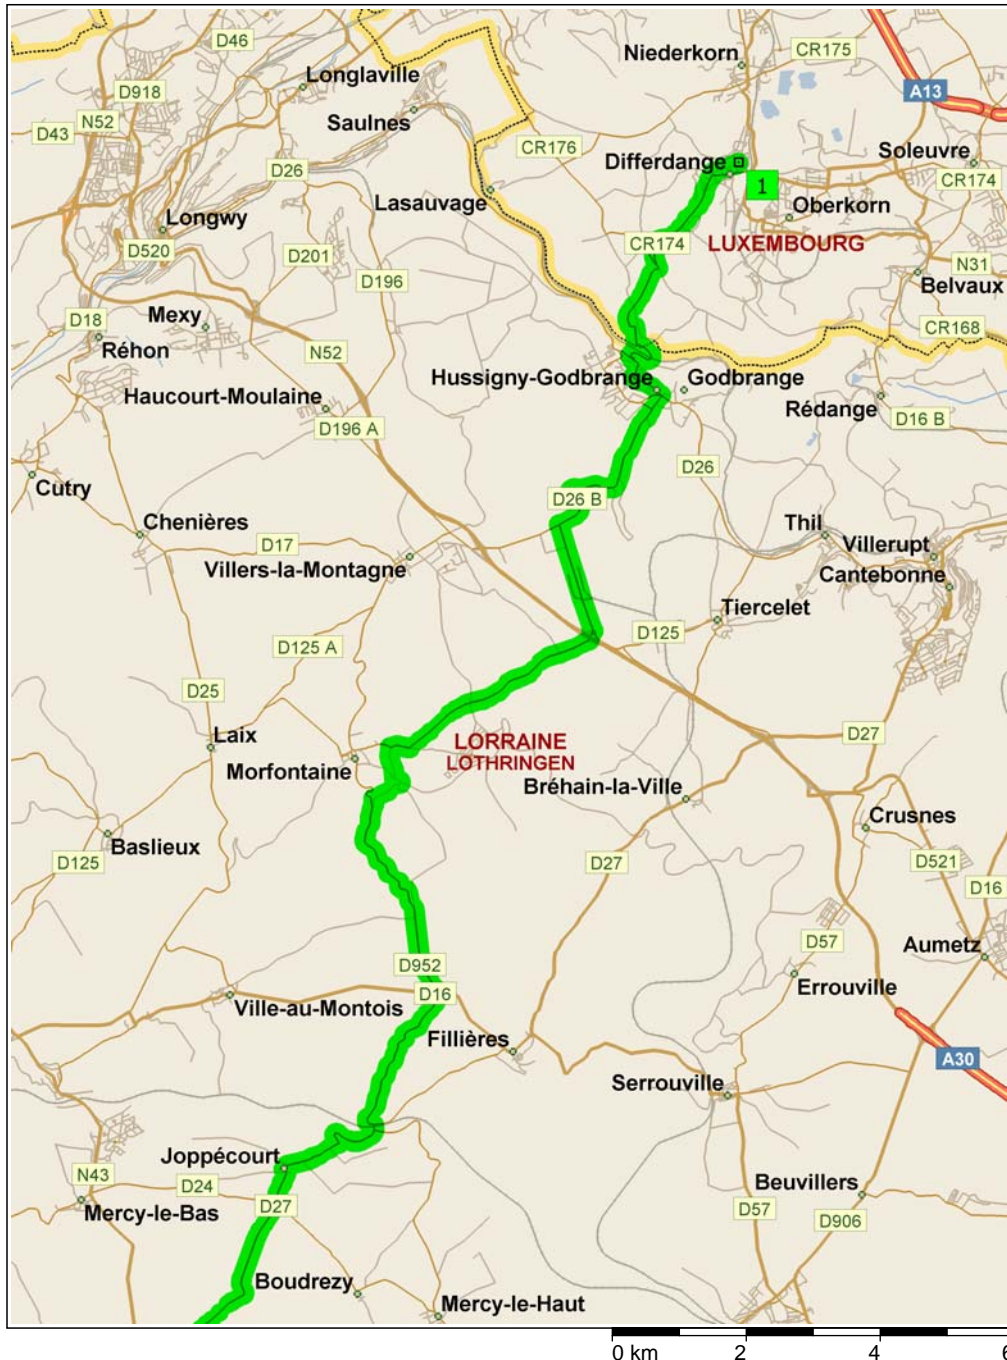 D46
Niederkorn
CR175
Longlaville
D918
A13
Saulnes
N52
D43
CR176
Differdange
Soleuvre
D26
CR174
1
Lasauvage
Oberkorn
Longwy
CR174
LUXEMBOURG
D520
D201
N31
D196
Belvaux
Mexy
D18
CR168
Réhon
N52
Hussigny-Godbrange
Godbrange
Haucourt-Moulaine
Rédange
D16 B
D196 A
D26
Cutry
D26 B
Chenières
Thil
D17
Villerupt
Villers-la-Montagne
Cantebonne
Tiercelet
D125
D125 A
D25
Laix
D27
LORRAINE
LOTHRINGEN
Morfontaine
Bréhain-la-Ville
Crusnes
Baslieux
D125
D27
D521
D16
D57
Aumetz
D952
Errouville
D16
Ville-au-Montois
Fillières
A30
Serrouville
Joppécourt
N43
D24
Beuvillers
Mercy-le-Bas
D27
D57
D906
Boudrezy
Mercy-le-Haut
0 km 2 4 6